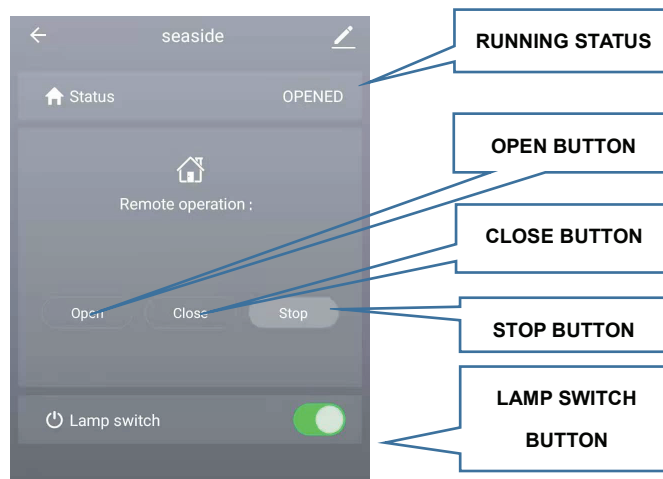 seaside
RUNNING STATUS
Status OPENED
OPEN BUTTON
Remote operation :
CLOSE BUTTON
Open Close Stop
STOP BUTTON
LAMP SWITCH
BUTTON
Lamp switch